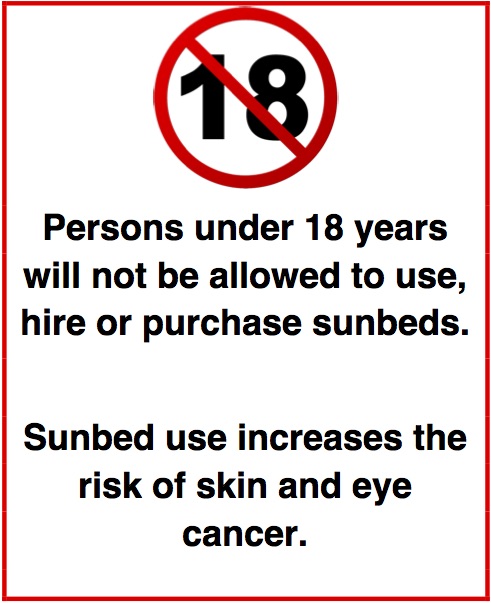 18
Persons under 18 years
will not be allowed to use,
hire or purchase sunbeds.
Sunbed use increases the
risk of skin and eye
cancer.